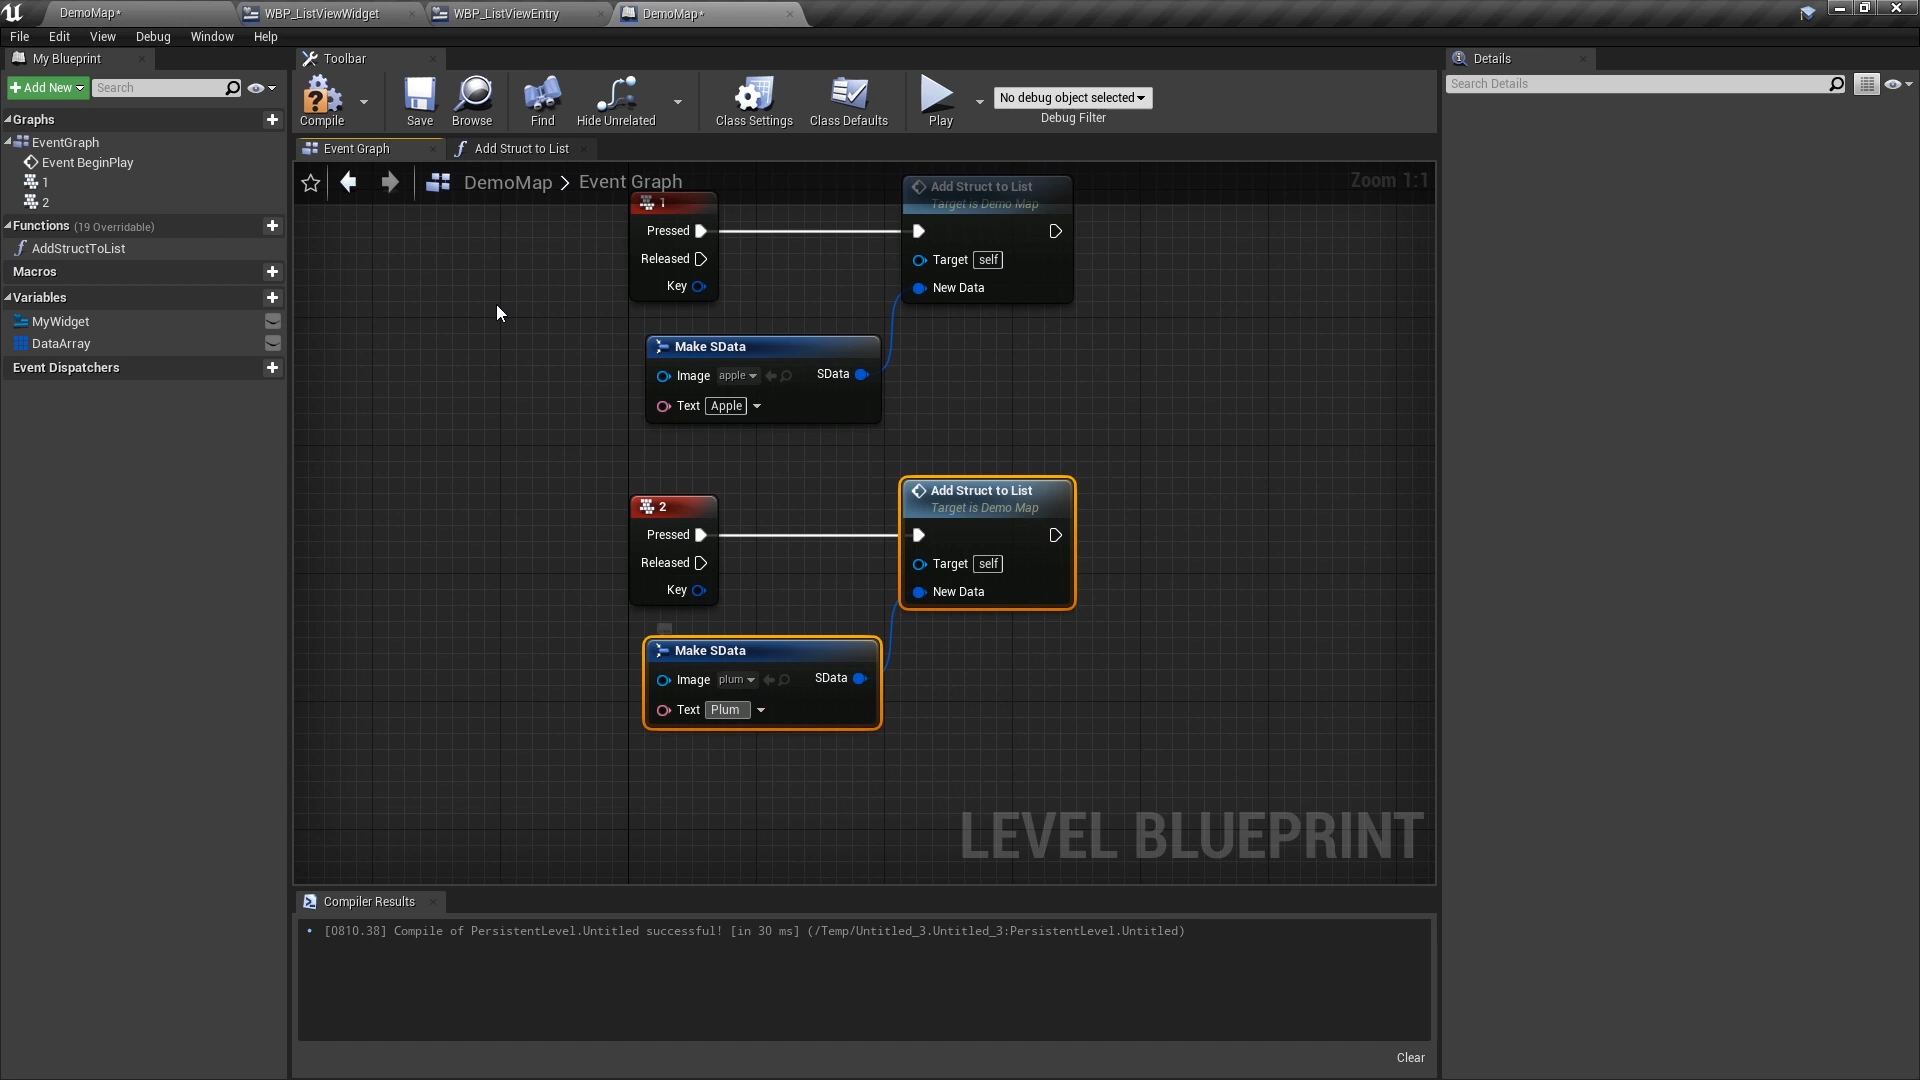 DemoMap*
WBP_ListViewWidget
WBP_ListViewEntry
DemoMap*
File Edit View Debug Window Help
My Blueprint
Toolbar
Details
Add New
Search
Search Details
Compile
Save
Browse
Find
Hide Unrelated
Class Settings
Class Defaults
Play
No debug object selected
Debug Filter
Graphs
EventGraph
Event BeginPlay
1
2
Functions (19 Overridable)
AddStructToList
Macros
Variables
MyWidget
DataArray
Event Dispatchers
Event Graph
Add Struct to List
DemoMap > Event Graph
Zoom 1:1
1
Pressed
Released
Key
Add Struct to List
Target is Demo Map
Target self
New Data
Make SData
Image apple SData
Text Apple
2
Pressed
Released
Key
Add Struct to List
Target is Demo Map
Target self
New Data
Make SData
Image plum SData
Text Plum
LEVEL BLUEPRINT
Compiler Results
• [0810.38] Compile of PersistentLevel.Untitled successful! [in 30 ms] (/Temp/Untitled_3.Untitled_3:PersistentLevel.Untitled)
Clear